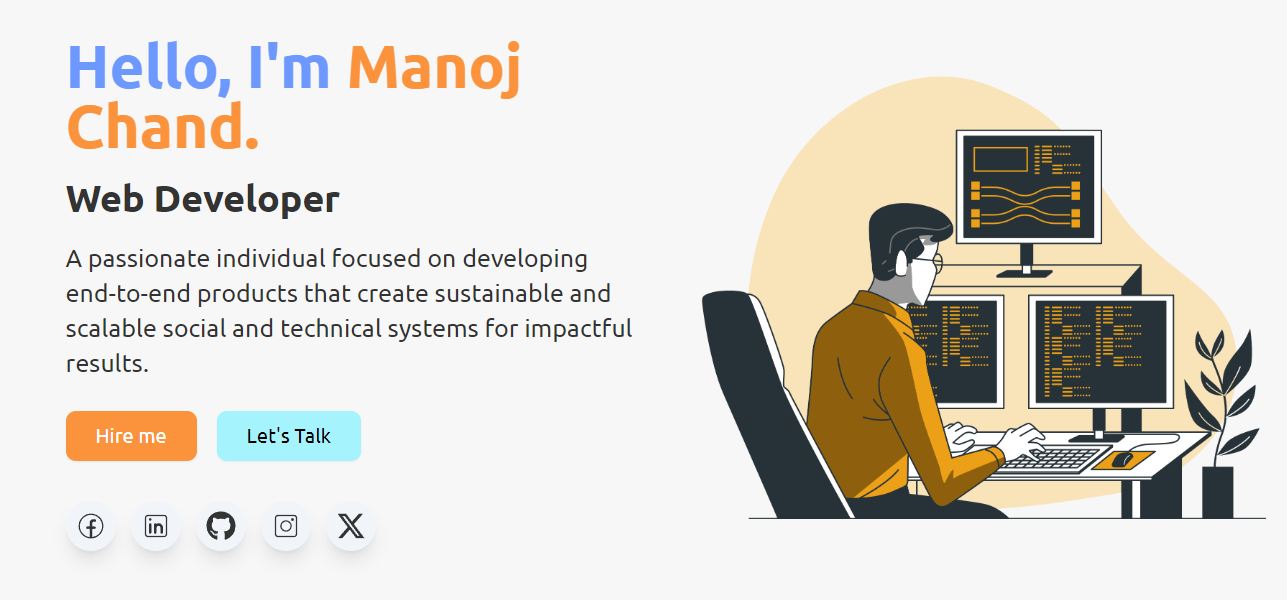 Hello, I'm Manoj
Chand.
Web Developer
A passionate individual focused on developing
end-to-end products that create sustainable and
scalable social and technical systems for impactful
results.
Hire me
Let's Talk